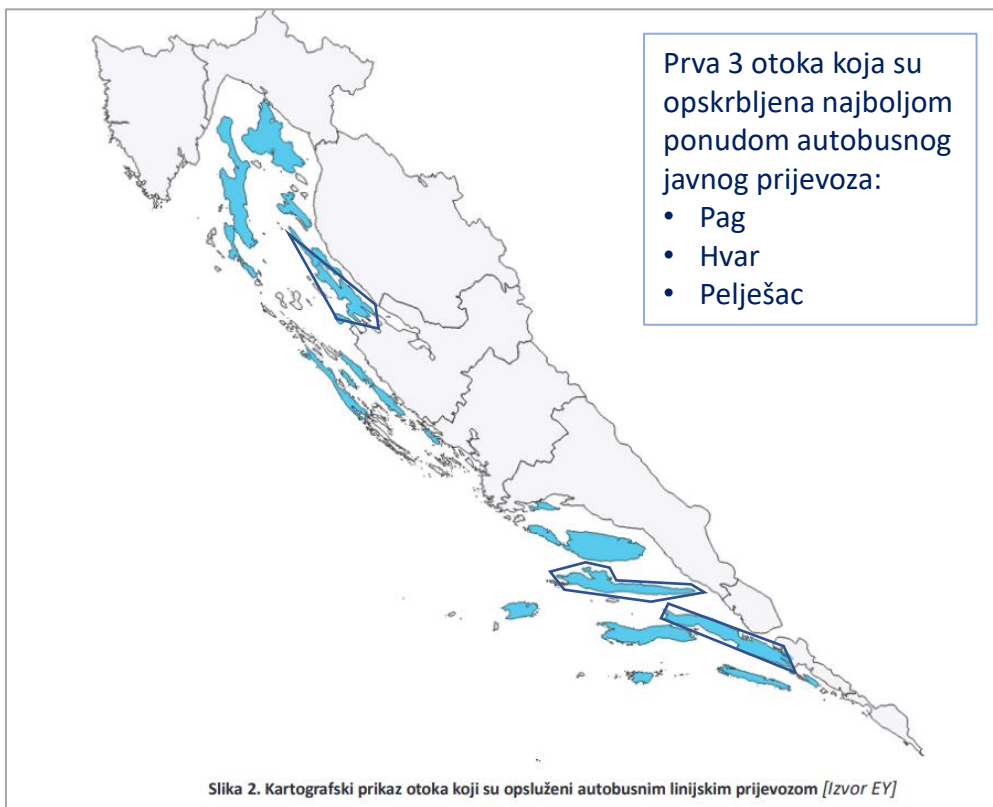 Prva 3 otoka koja su
opskrbljena najboljom
ponudom autobusnog
javnog prijevoza:
• Pag
• Hvar
• Pelješac
Slika 2. Kartografski prikaz otoka koji su opsluženi autobusnim linijskim prijevozom [Izvor EY]